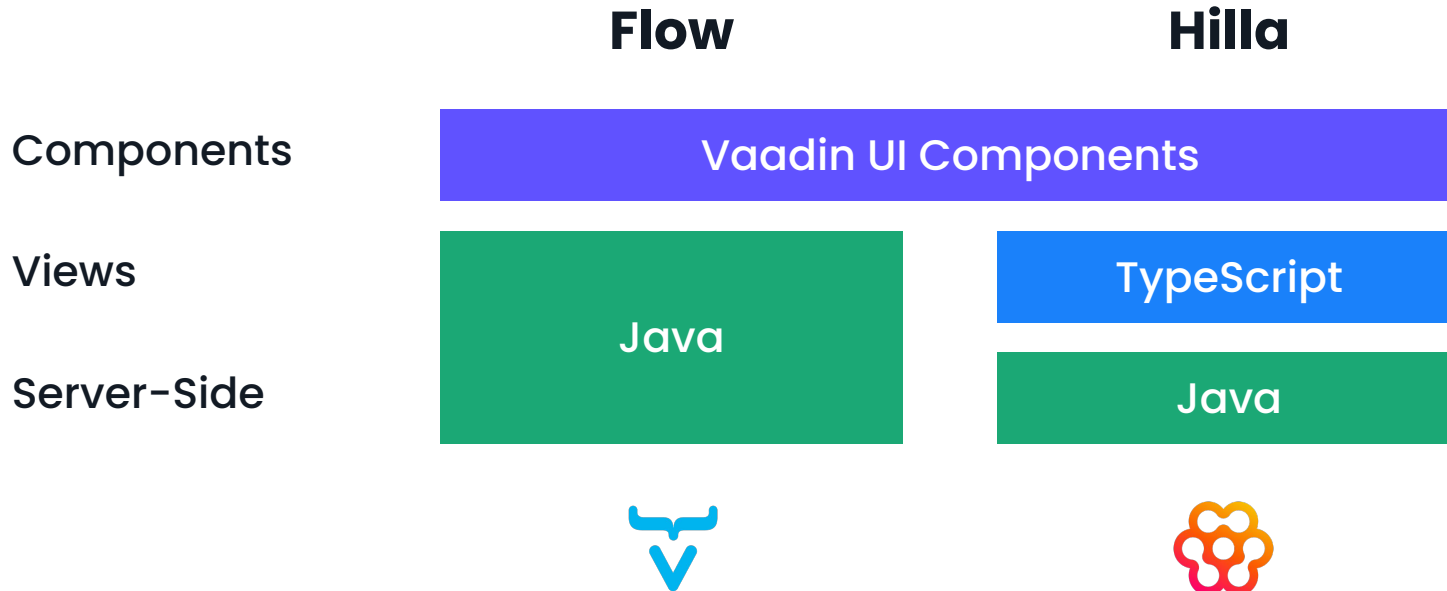 Flow Hilla
Components Vaadin UI Components
Views TypeScript
Java
Server-Side Java